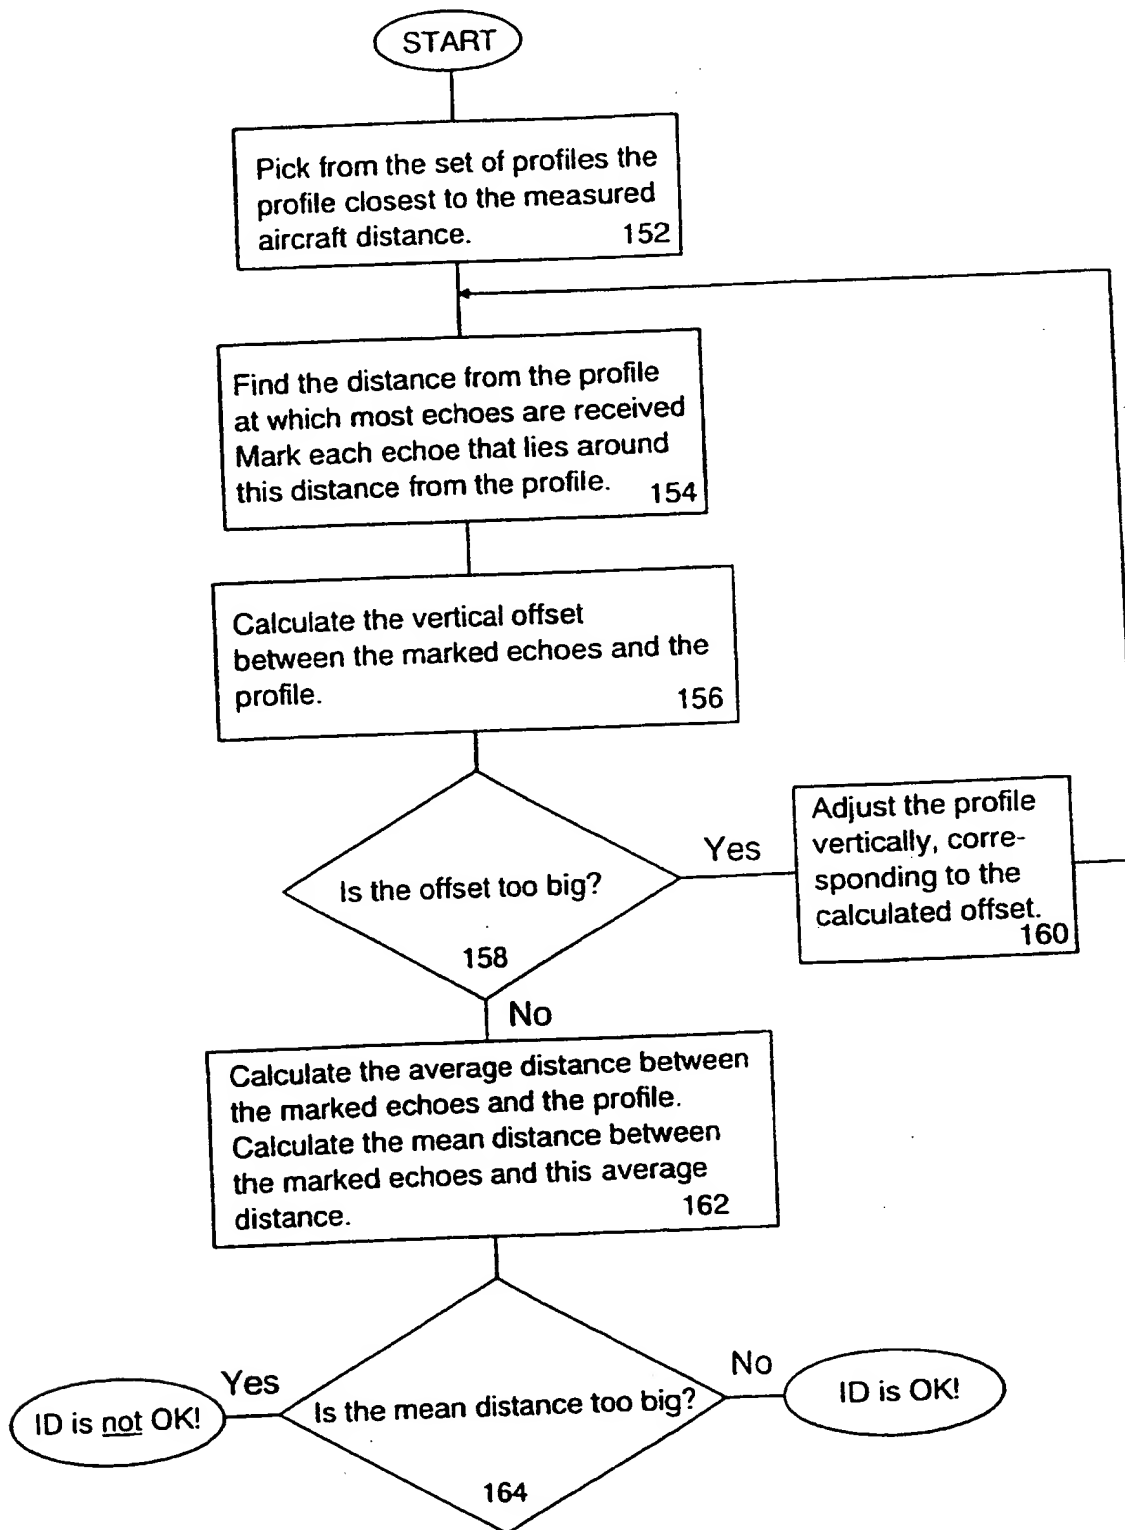 START
Pick from the set of profiles the
profile closest to the measured
aircraft distance.
152
Find the distance from the profile
at which most echoes are received
Mark each echoe that lies around
this distance from the profile.
154
Calculate the vertical offset
between the marked echoes and the
profile.
156
Is the offset too big?
158
Yes
Adjust the profile
vertically, corre-
sponding to the
calculated offset.
160
No
Calculate the average distance between
the marked echoes and the profile.
Calculate the mean distance between
the marked echoes and this average
distance.
162
Is the mean distance too big?
164
Yes
ID is not OK!
No
ID is OK!